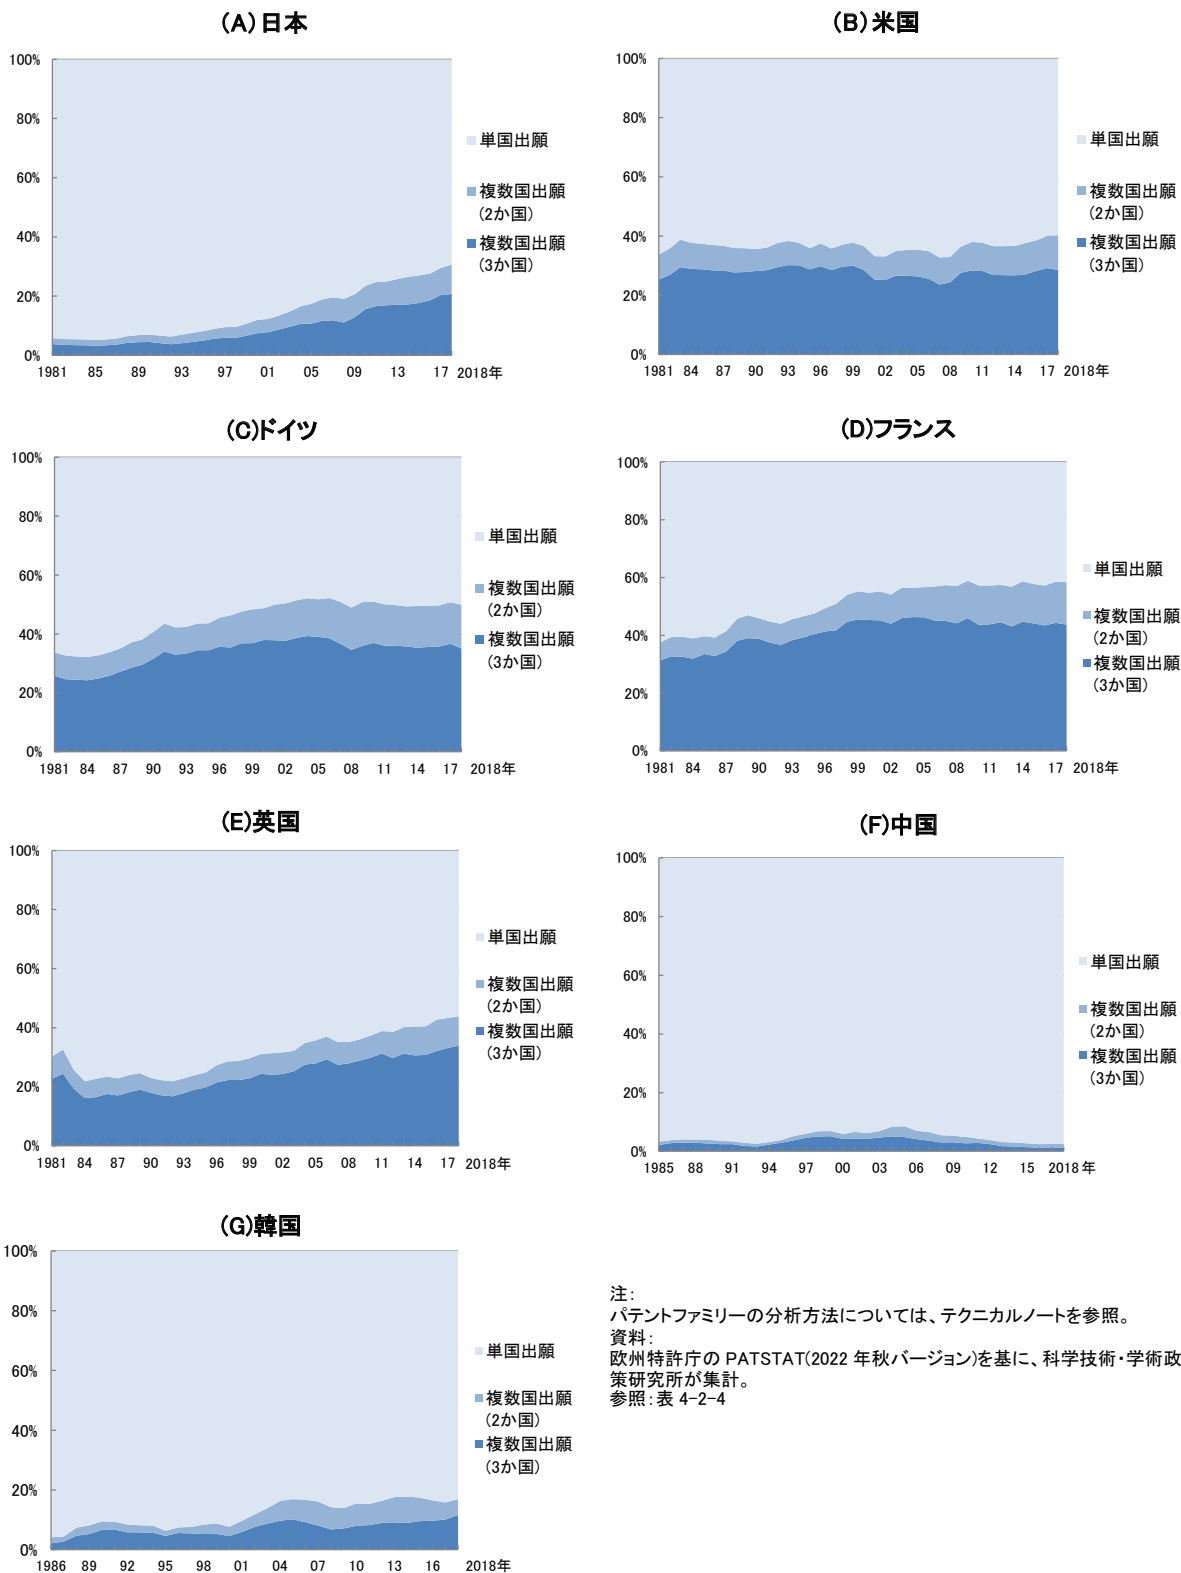 (A)日本
100%
80%
60%
40%
20%
0%
1981 85 89 93 97 01 05 09 13 17 2018年
単国出願
複数国出願
(2か国)
複数国出願
(3か国)
(B)米国
100%
80%
60%
40%
20%
0%
1981 84 87 90 93 96 99 02 05 08 11 14 17 2018年
単国出願
複数国出願
(2か国)
複数国出願
(3か国)
(C)ドイツ
100%
80%
60%
40%
20%
0%
1981 84 87 90 93 96 99 02 05 08 11 14 17 2018年
単国出願
複数国出願
(2か国)
複数国出願
(3か国)
(D)フランス
100%
80%
60%
40%
20%
0%
1981 84 87 90 93 96 99 02 05 08 11 14 17 2018年
単国出願
複数国出願
(2か国)
複数国出願
(3か国)
(E)英国
100%
80%
60%
40%
20%
0%
1981 84 87 90 93 96 99 02 05 08 11 14 17 2018年
単国出願
複数国出願
(2か国)
複数国出願
(3か国)
(F)中国
100%
80%
60%
40%
20%
0%
1985 88 91 94 97 00 03 06 09 12 15 2018年
単国出願
複数国出願
(2か国)
複数国出願
(3か国)
(G)韓国
100%
80%
60%
40%
20%
0%
1986 89 92 95 98 01 04 07 10 13 16 2018年
単国出願
複数国出願
(2か国)
複数国出願
(3か国)
注:
パテントファミリーの分析方法については、テクニカルノートを参照。
資料:
欧州特許庁の PATSTAT(2022 年秋バージョン)を基に、科学技術・学術政
策研究所が集計。
参照:表 4-2-4